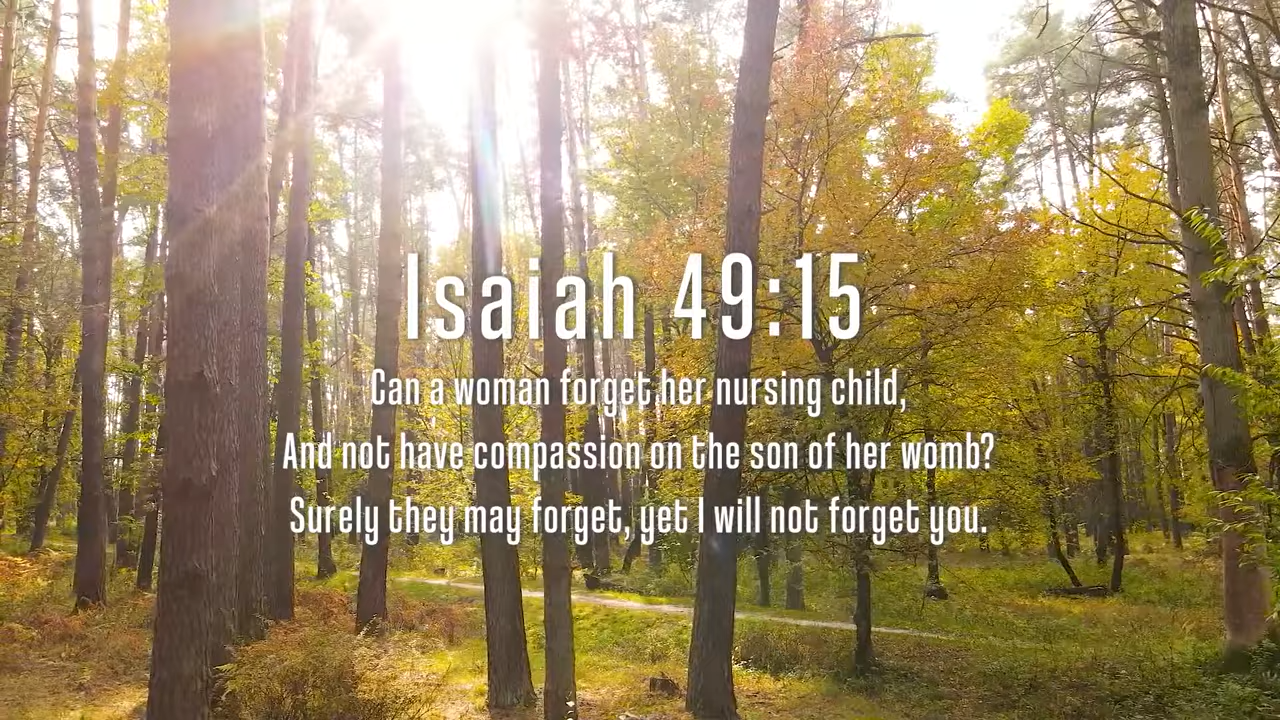 Isaiah 49:15
Can a woman forget her nursing child,
And not have compassion on the son of her womb?
Surely they may forget, yet I will not forget you.